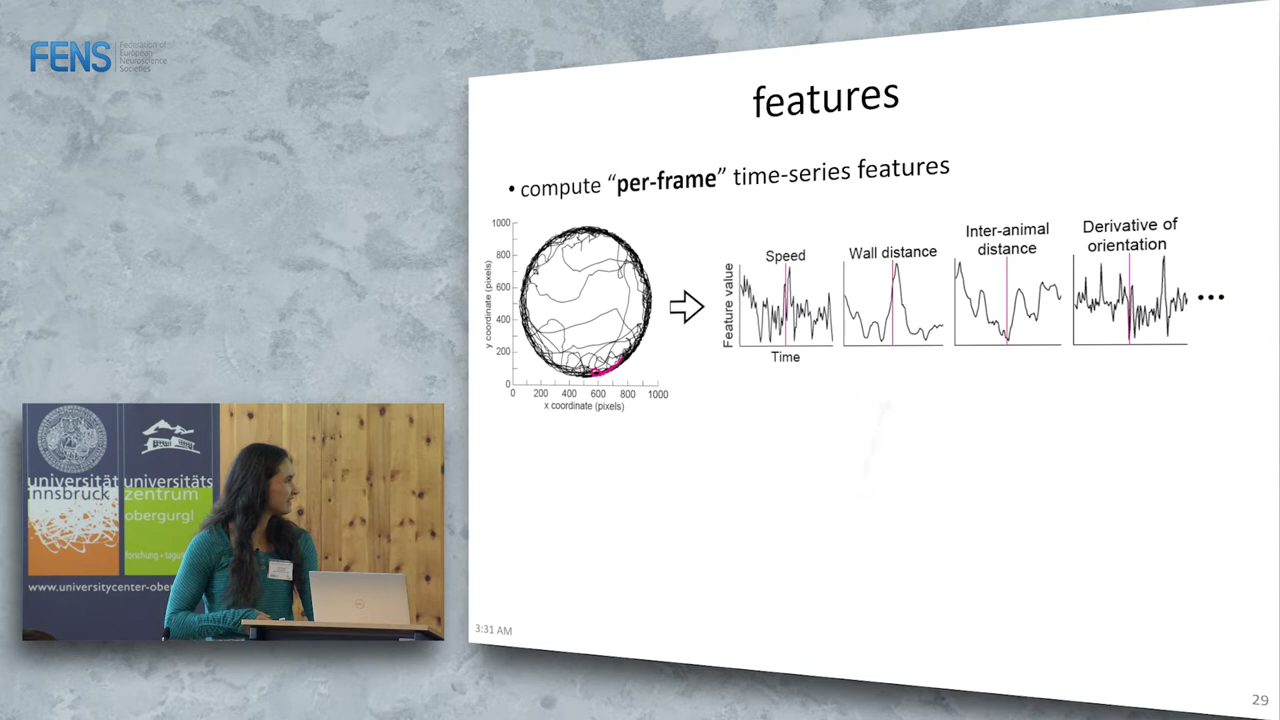 FENS
Federation of
European
Neuroscience
Societies
features
• compute “per-frame” time-series features
1000
800
600
400
200
0
y coordinate (pixels)
0 200 400 600 800 1000
x coordinate (pixels)
Feature value
Speed
Time
Wall distance
Inter-animal
distance
Derivative of
orientation
•••
universität
innsbruck
universitäts
zentrum
obergurgl
forschung • tagu
www.universitycenter-ober
3:31 AM
29